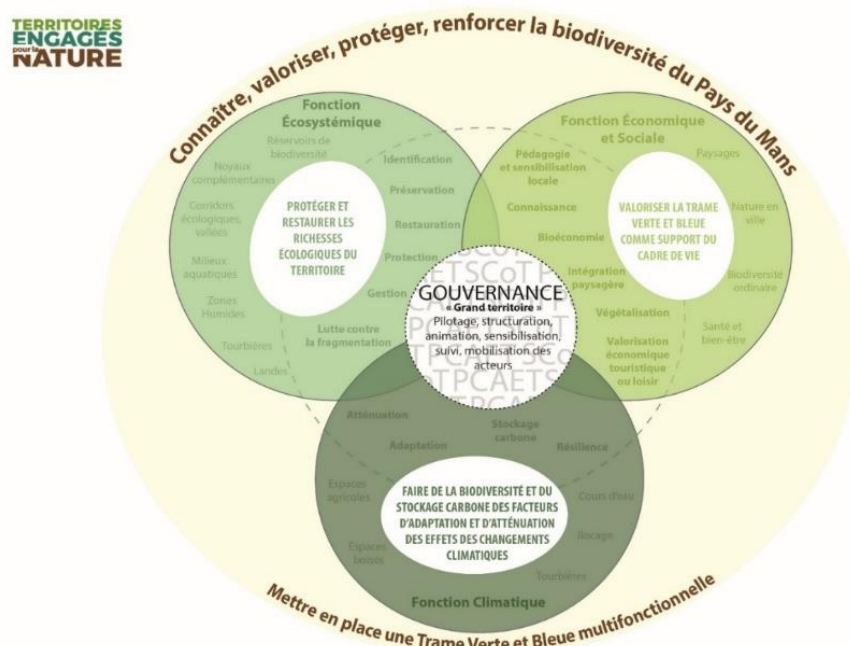 TERRITOIRES
ENGAGÉS
pour la
NATURE
Connaître, valoriser, protéger, renforcer la biodiversité du Pays du Mans
Fonction
Écosystémique
Réservoirs de
biodiversité
Noyaux
complémentaires
Corridors
écologiques,
vallées
Milieux
aquatiques
Zones
Humides
Tourbières
Landes
PROTÉGER ET
RESTAURER LES
RICHESSES
ÉCOLOGIQUES DU
TERRITOIRE
Identification
Préservation
Restauration
Protection
Gestion
Lutte contre
la fragmentation
Fonction Économique
et Sociale
Pédagogie
et sensibilisation
locale
Connaissance
Bioéconomie
Intégration
paysagère
Végétalisation
Valorisation
économique
touristique
ou loisir
VALORISER LA TRAME
VERTE ET BLEUE
COMME SUPPORT DU
CADRE DE VIE
Paysages
Nature en
ville
Biodiversité
ordinaire
Santé et
bien-être
GOUVERNANCE
« Grand territoire »
Pilotage, structuration,
animation, sensibilisation,
suivi, mobilisation des
acteurs
Atténuation
Adaptation
Stockage
carbone
Résilience
Espaces
agricoles
Espaces
boisés
FAIRE DE LA BIODIVERSITÉ ET DU
STOCKAGE CARBONE DES FACTEURS
D'ADAPTATION ET D'ATTÉNUATION
DES EFFETS DES CHANGEMENTS
CLIMATIQUES
Cours d'eau
Bocage
Tourbières
Fonction Climatique
Mettre en place une Trame Verte et Bleue multifonctionnelle